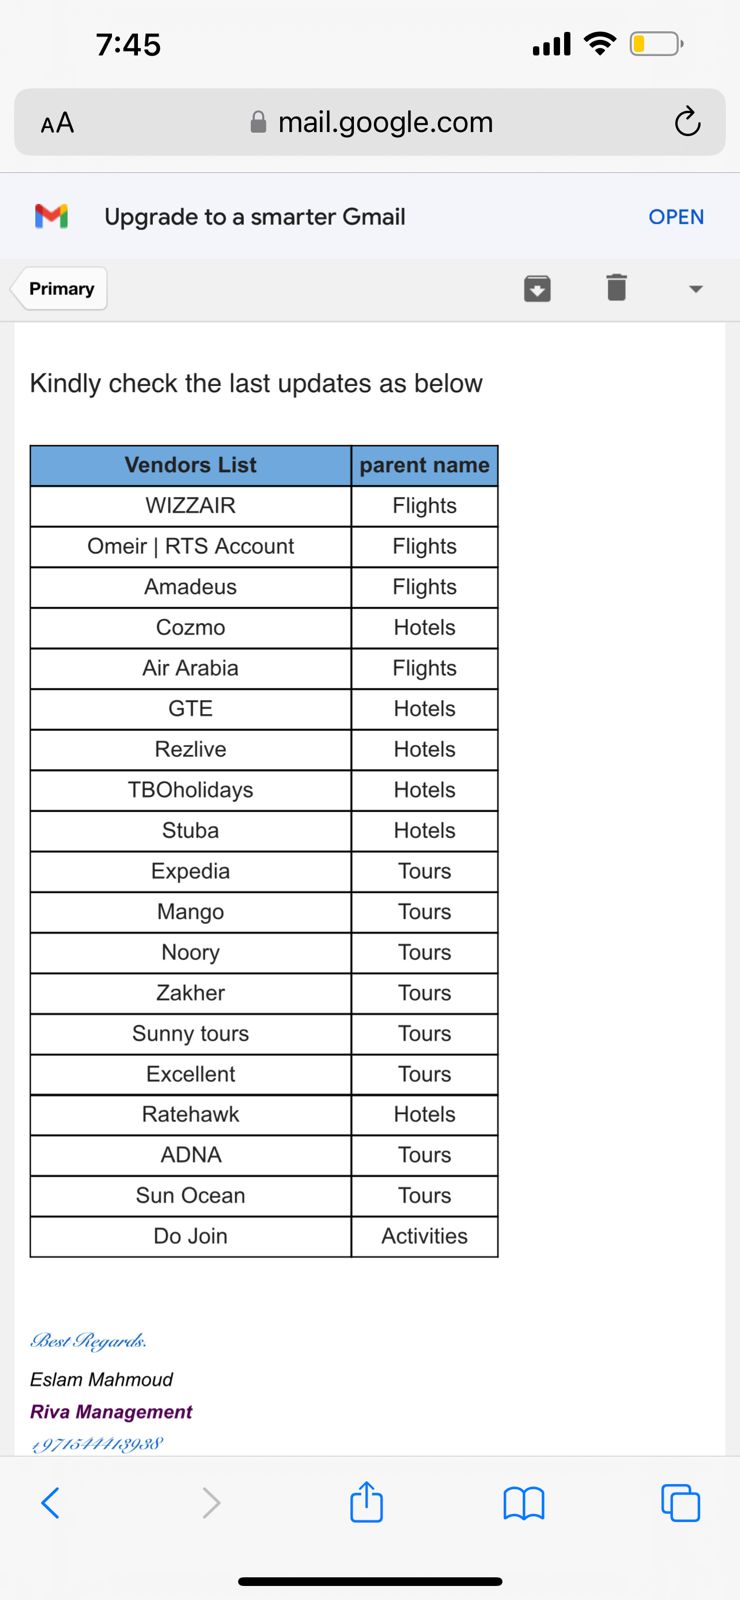 7:45
AA mail.google.com
Upgrade to a smarter Gmail OPEN
Primary
Kindly check the last updates as below
Vendors List parent name
WIZZAIR Flights
Omeir | RTS Account Flights
Amadeus Flights
Cozmo Hotels
Air Arabia Flights
GTE Hotels
Rezlive Hotels
TBOholidays Hotels
Stuba Hotels
Expedia Tours
Mango Tours
Noory Tours
Zakher Tours
Sunny tours Tours
Excellent Tours
Ratehawk Hotels
ADNA Tours
Sun Ocean Tours
Do Join Activities
Best Regards.
Eslam Mahmoud
Riva Management
+971544413938